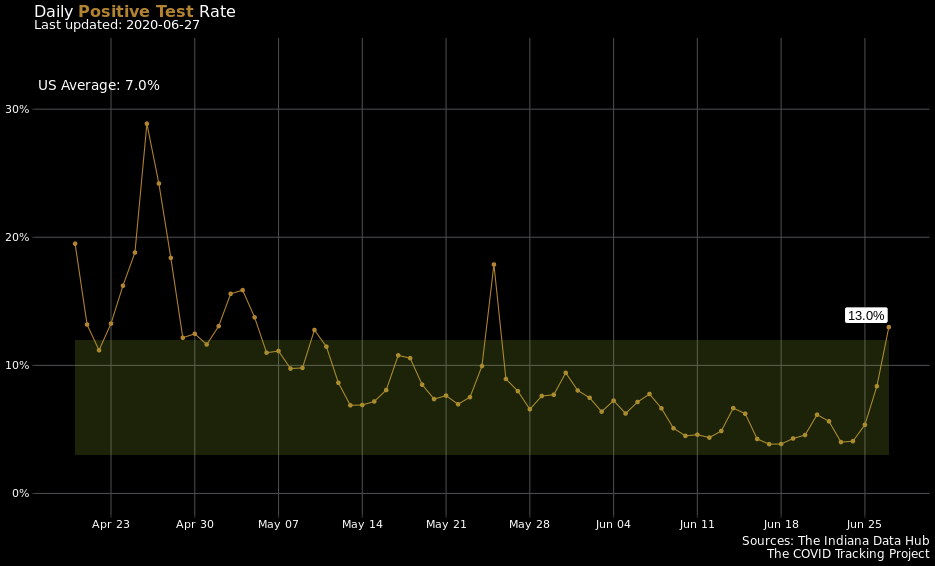 Daily Positive Test Rate
Last updated: 2020-06-27
US Average: 7.0%
30%
20%
13.0%
10%
0%
Apr 23 Apr 30 May 07 May 14 May 21 May 28 Jun 04 Jun 11 Jun 18 Jun 25
Sources: The Indiana Data Hub
The COVID Tracking Project